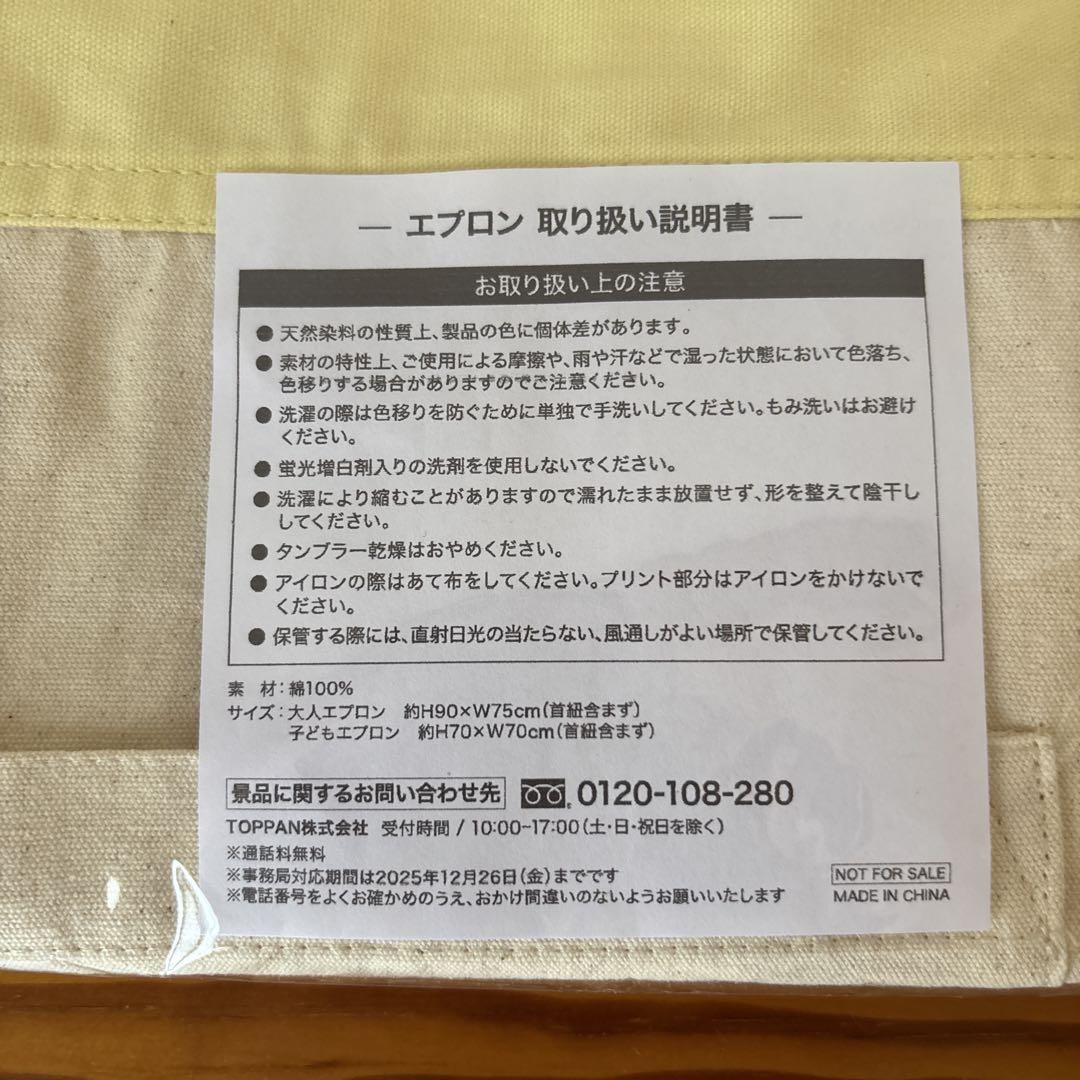 — エプロン 取り扱い説明書 —
お取り扱い上の注意
● 天然染料の性質上、製品の色に個体差があります。
● 素材の特性上、ご使用による摩擦や、雨や汗などで湿った状態において色落ち、
色移りする場合がありますのでご注意ください。
● 洗濯の際は色移りを防ぐために単独で手洗いしてください。もみ洗いはお避け
ください。
● 蛍光増白剤入りの洗剤を使用しないでください。
● 洗濯により縮むことがありますので濡れたまま放置せず、形を整えて陰干し
してください。
● タンブラー乾燥はおやめください。
● アイロンの際はあて布をしてください。プリント部分はアイロンをかけないで
ください。
● 保管する際には、直射日光の当たらない、風通しがよい場所で保管してください。
素 材：綿100%
サイズ：大人エプロン 約H90×W75cm（首紐含まず）
子どもエプロン 約H70×W70cm（首紐含まず）
景品に関するお問い合わせ先 0120-108-280
TOPPAN株式会社 受付時間 / 10:00~17:00（土・日・祝日を除く）
※通話料無料
※事務局対応期間は2025年12月26日（金）までです
※電話番号をよくお確かめのうえ、おかけ間違いのないようお願いいたします
NOT FOR SALE
MADE IN CHINA